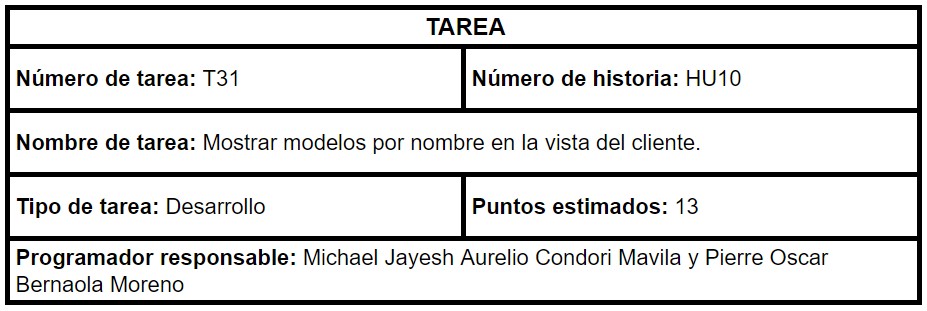 TAREA
Número de tarea: T31
Número de historia: HU10
Nombre de tarea: Mostrar modelos por nombre en la vista del cliente.
Tipo de tarea: Desarrollo
Puntos estimados: 13
Programador responsable: Michael Jayesh Aurelio Condori Mavila y Pierre Oscar
Bernaola Moreno